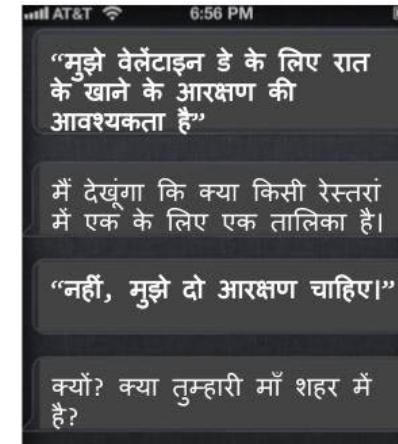 AT&T 6:56 PM
“मुझे वेलेंटाइन डे के लिए रात
के खाने के आरक्षण की
आवश्यकता है”
मैं देखूंगा कि क्या किसी रेस्तरां
में एक के लिए एक तालिका है।
“नहीं, मुझे दो आरक्षण चाहिए।”
क्यों? क्या तुम्हारी माँ शहर में
है?